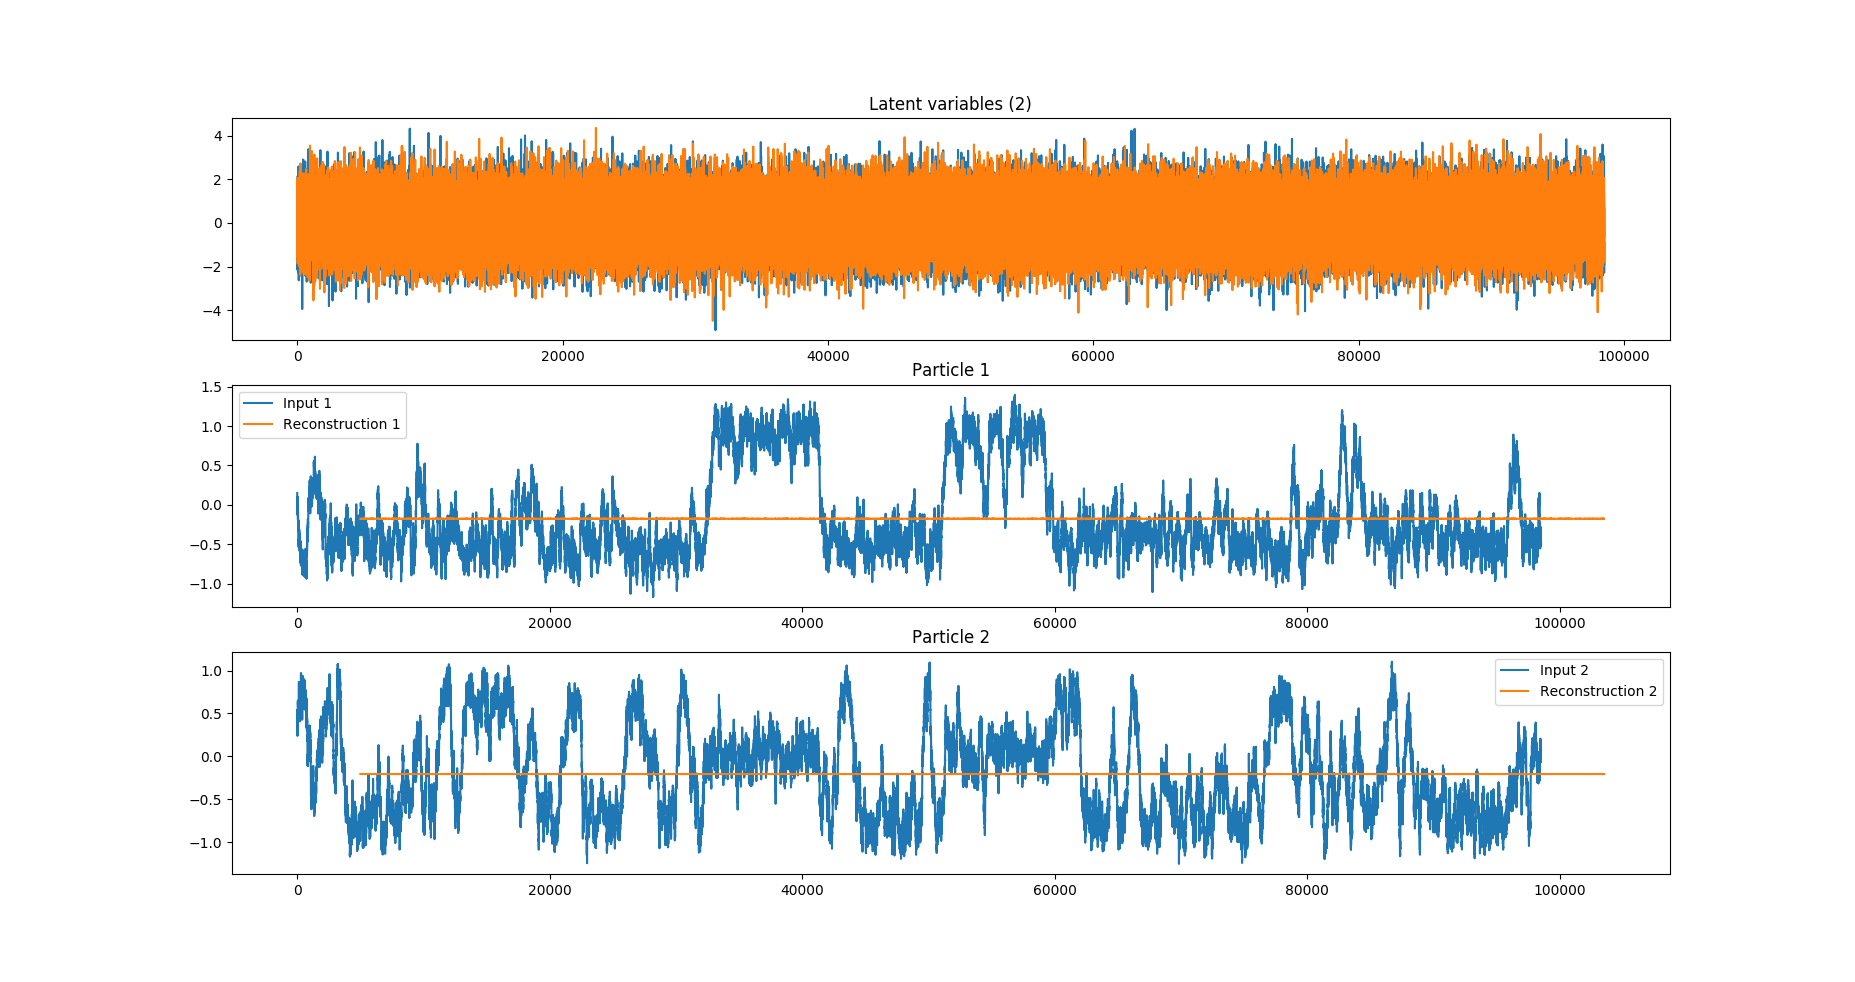 Latent variables (2)
4
2
0
−2
−4
0 20000 40000 60000 80000 100000
Particle 1
1.5
1.0
0.5
0.0
−0.5
−1.0
Input 1
Reconstruction 1
0 20000 40000 60000 80000 100000
Particle 2
1.0
0.5
0.0
−0.5
−1.0
Input 2
Reconstruction 2
0 20000 40000 60000 80000 100000